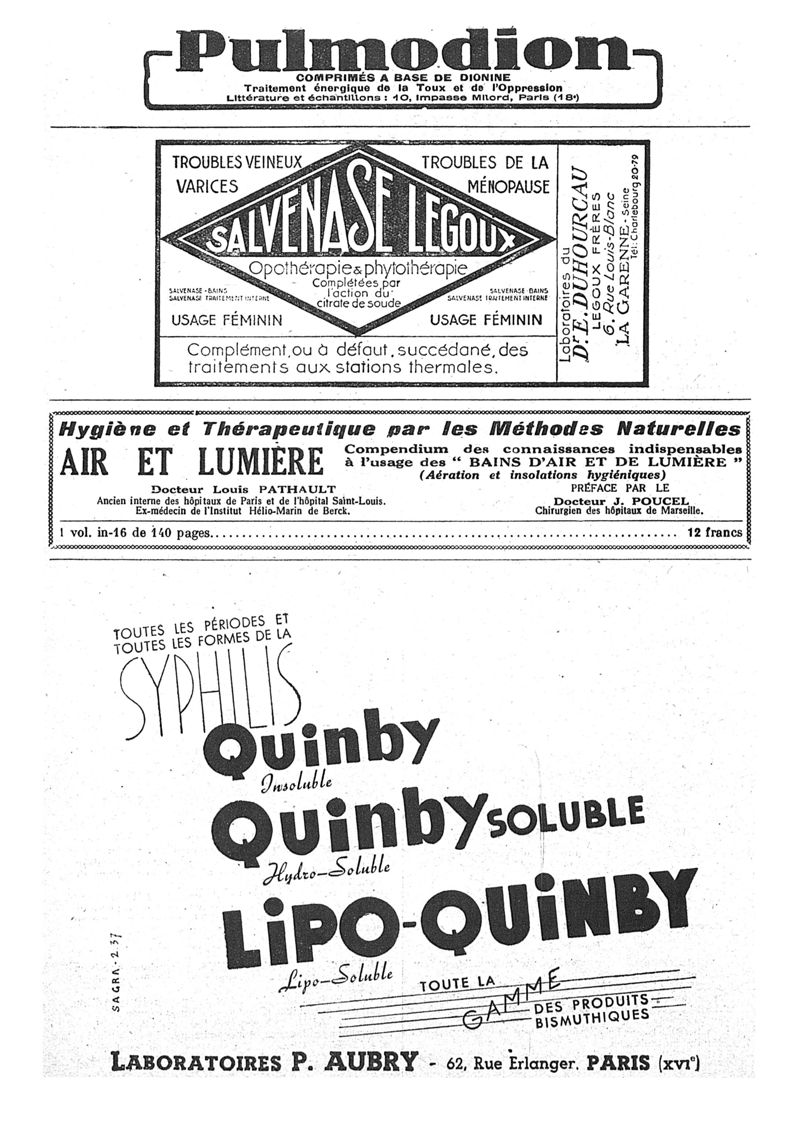 Pulmodion
COMPRIMÉS A BASE DE DIONINE
Traitement énergique de la Toux et de l'Oppression
Littérature et échantillons : 10, Impasse Milord, Paris (18e)
TROUBLES VEINEUX
VARICES
TROUBLES DE LA
MÉNOPAUSE
SALVENASE LEGOUX
Opothérapie & phytothérapie
Complétées par
l'action du
citrate de soude
SALVENASE-BAINS
SALVENASE TRAITEMENT INTERNE
SALVENASE-BAINS
SALVENASE TRAITEMENT INTERNE
USAGE FÉMININ
USAGE FÉMININ
Complément, ou à défaut, succédané, des
traitements aux stations thermales.
Laboratoires du
Dr. E. DUHOURCAU
LEGOUX FRÈRES
6, Rue Louis-Blanc
LA GARENNE - Seine
Tél: Charlebourg 20-79
Hygiène et Thérapeutique par les Méthodes Naturelles
AIR ET LUMIÈRE
Compendium des connaissances indispensables
à l'usage des " BAINS D'AIR ET DE LUMIÈRE "
(Aération et insolations hygiéniques)
Docteur Louis PATHAULT
Ancien interne des hôpitaux de Paris et de l'hôpital Saint-Louis.
Ex-médecin de l'Institut Hélio-Marin de Berck.
PRÉFACE PAR LE
Docteur J. POUCEL
Chirurgien des hôpitaux de Marseille.
1 vol. in-16 de 140 pages........................................................................ 12 francs
TOUTES LES PÉRIODES ET
TOUTES LES FORMES DE LA
SYPHILIS
Quinby
Insoluble
Quinby SOLUBLE
Hydro-Soluble
LiPO-QUiNBY
Lipo-Soluble
TOUTE LA
GAMME
DES PRODUITS
BISMUTHIQUES
SAGRA-2 37
LABORATOIRES P. AUBRY - 62, Rue Erlanger. PARIS (XVIe)